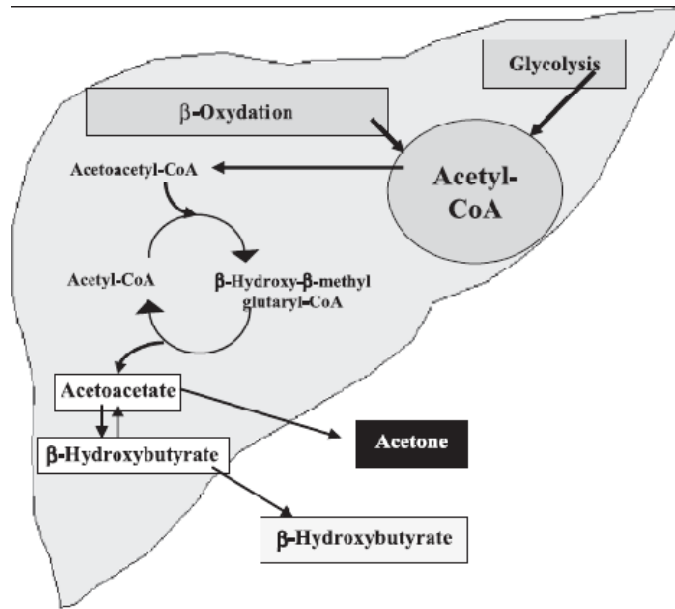 Glycolysis
β-Oxydation
Acetoacetyl-CoA
Acetyl-
CoA
Acetyl-CoA
β-Hydroxy-β-methyl
glutaryl-CoA
Acetoacetate
Acetone
β-Hydroxybutyrate
β-Hydroxybutyrate